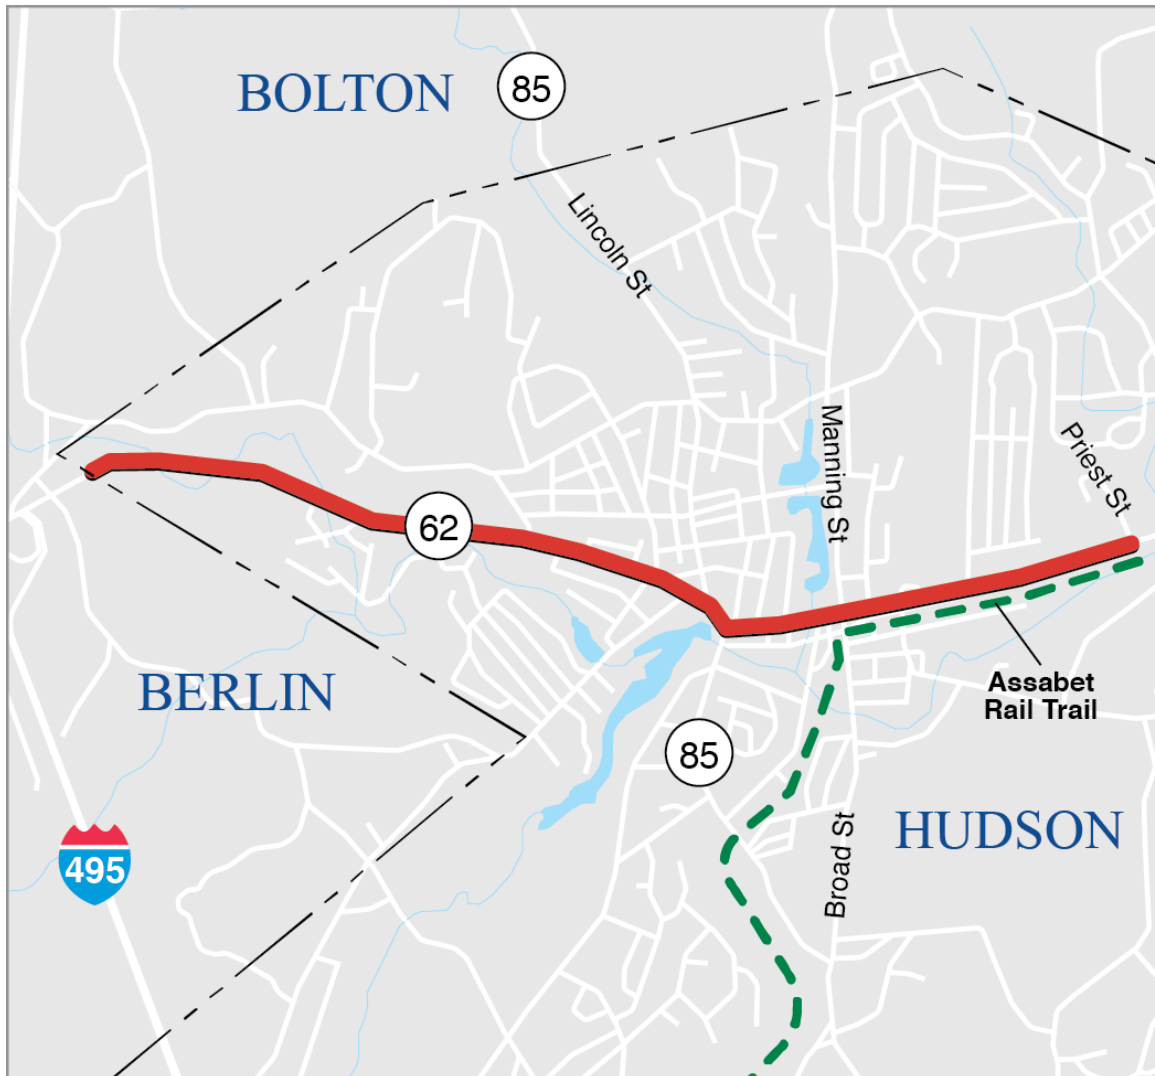 BOLTON
85
Lincoln St
Manning St
Priest St
62
Assabet
Rail Trail
BERLIN
85
HUDSON
Broad St
495